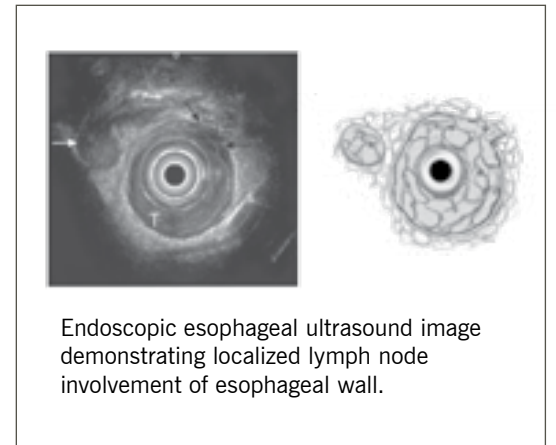 T
Endoscopic esophageal ultrasound image
demonstrating localized lymph node
involvement of esophageal wall.